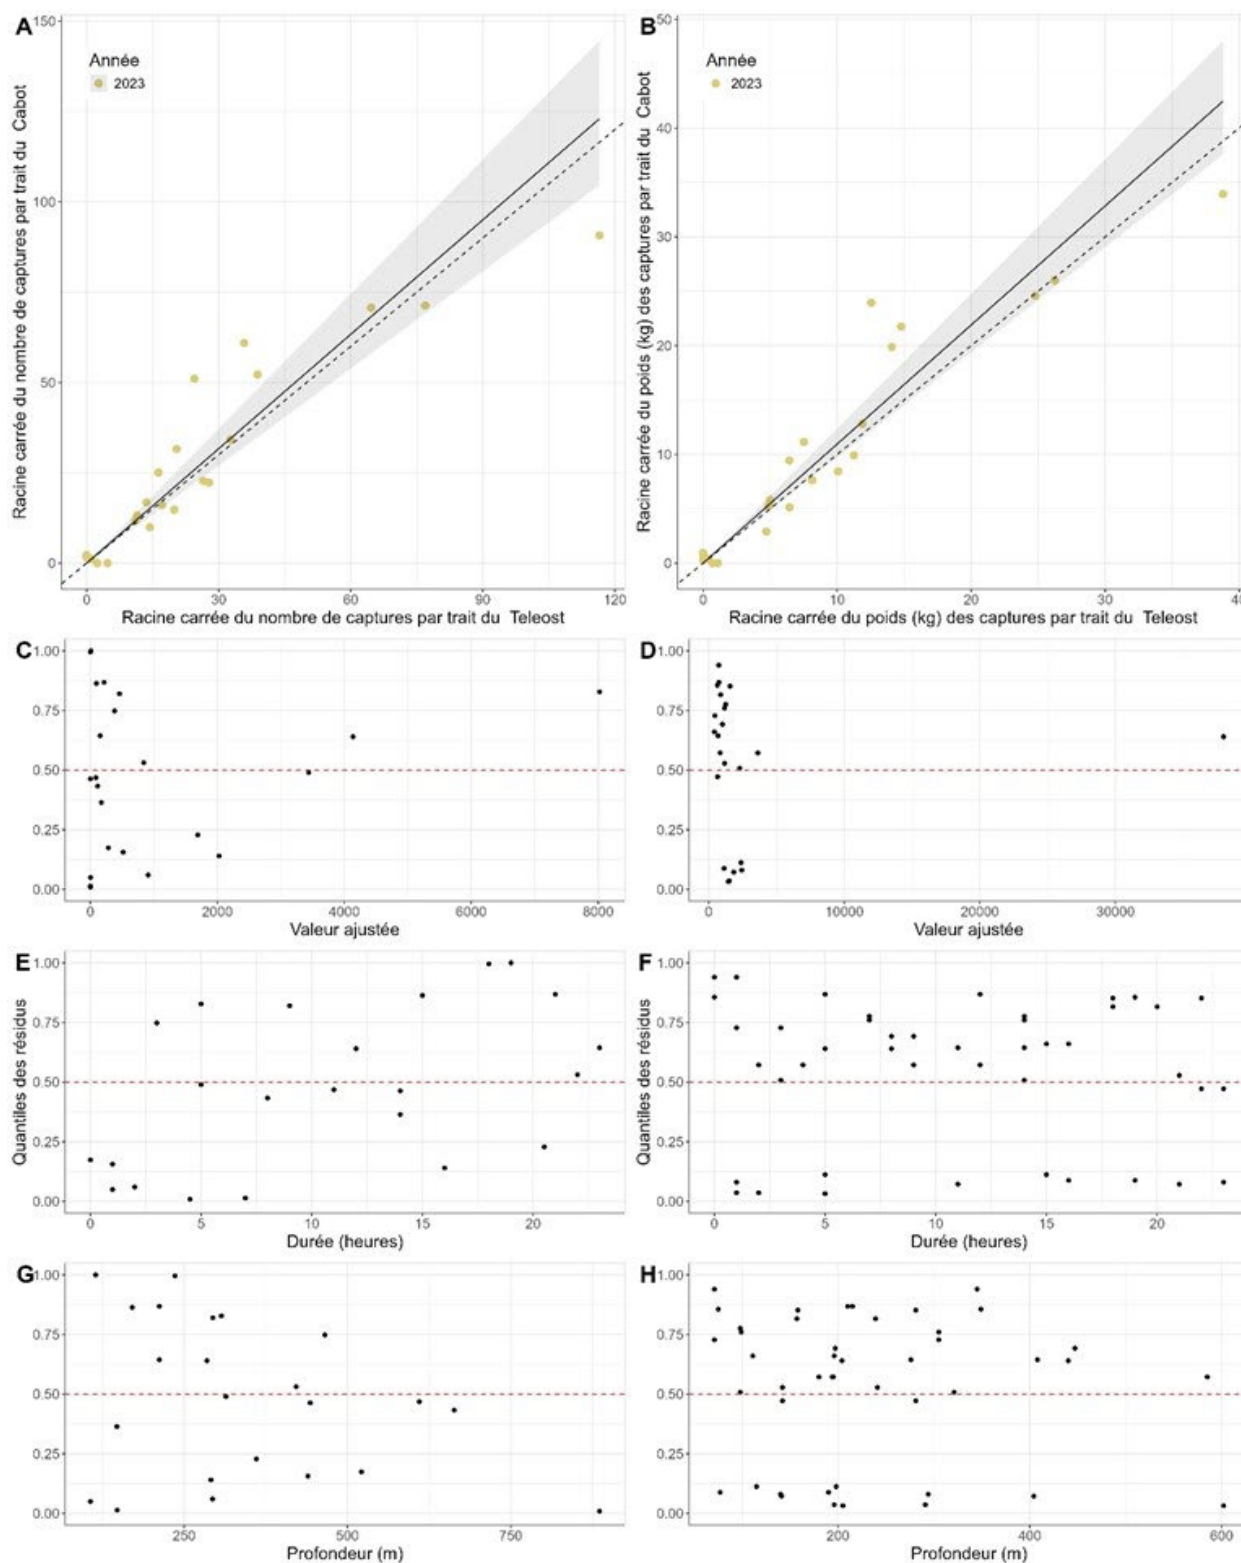 A
150
100
50
0
Racine carrée du nombre de captures par trait du Cabot
Année
2023
0 30 60 90 120
Racine carrée du nombre de captures par trait du Teleost
B
50
40
30
20
10
0
Racine carrée du poids (kg) des captures par trait du Cabot
Année
2023
0 10 20 30 40
Racine carrée du poids (kg) des captures par trait du Teleost
C
1.00
0.75
0.50
0.25
0.00
0 2000 4000 6000 8000
Valeur ajustée
D
1.00
0.75
0.50
0.25
0.00
0 10000 20000 30000
Valeur ajustée
E
1.00
0.75
0.50
0.25
0.00
Quantiles des résidus
0 5 10 15 20
Durée (heures)
F
1.00
0.75
0.50
0.25
0.00
Quantiles des résidus
0 5 10 15 20
Durée (heures)
G
1.00
0.75
0.50
0.25
0.00
250 500 750
Profondeur (m)
H
1.00
0.75
0.50
0.25
0.00
200 400 600
Profondeur (m)